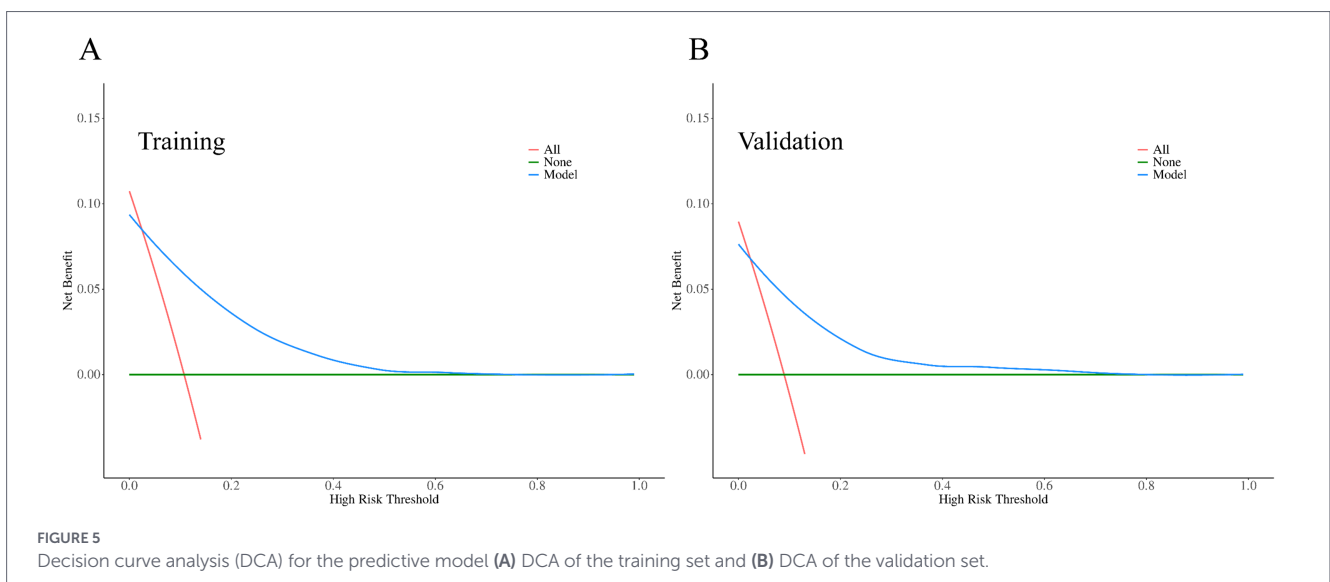 A
Training
All
None
Model
0.15
0.10
0.05
0.00
Net Benefit
0.0 0.2 0.4 0.6 0.8 1.0
High Risk Threshold
B
Validation
All
None
Model
0.15
0.10
0.05
0.00
Net Benefit
0.0 0.2 0.4 0.6 0.8 1.0
High Risk Threshold
FIGURE 5
Decision curve analysis (DCA) for the predictive model (A) DCA of the training set and (B) DCA of the validation set.